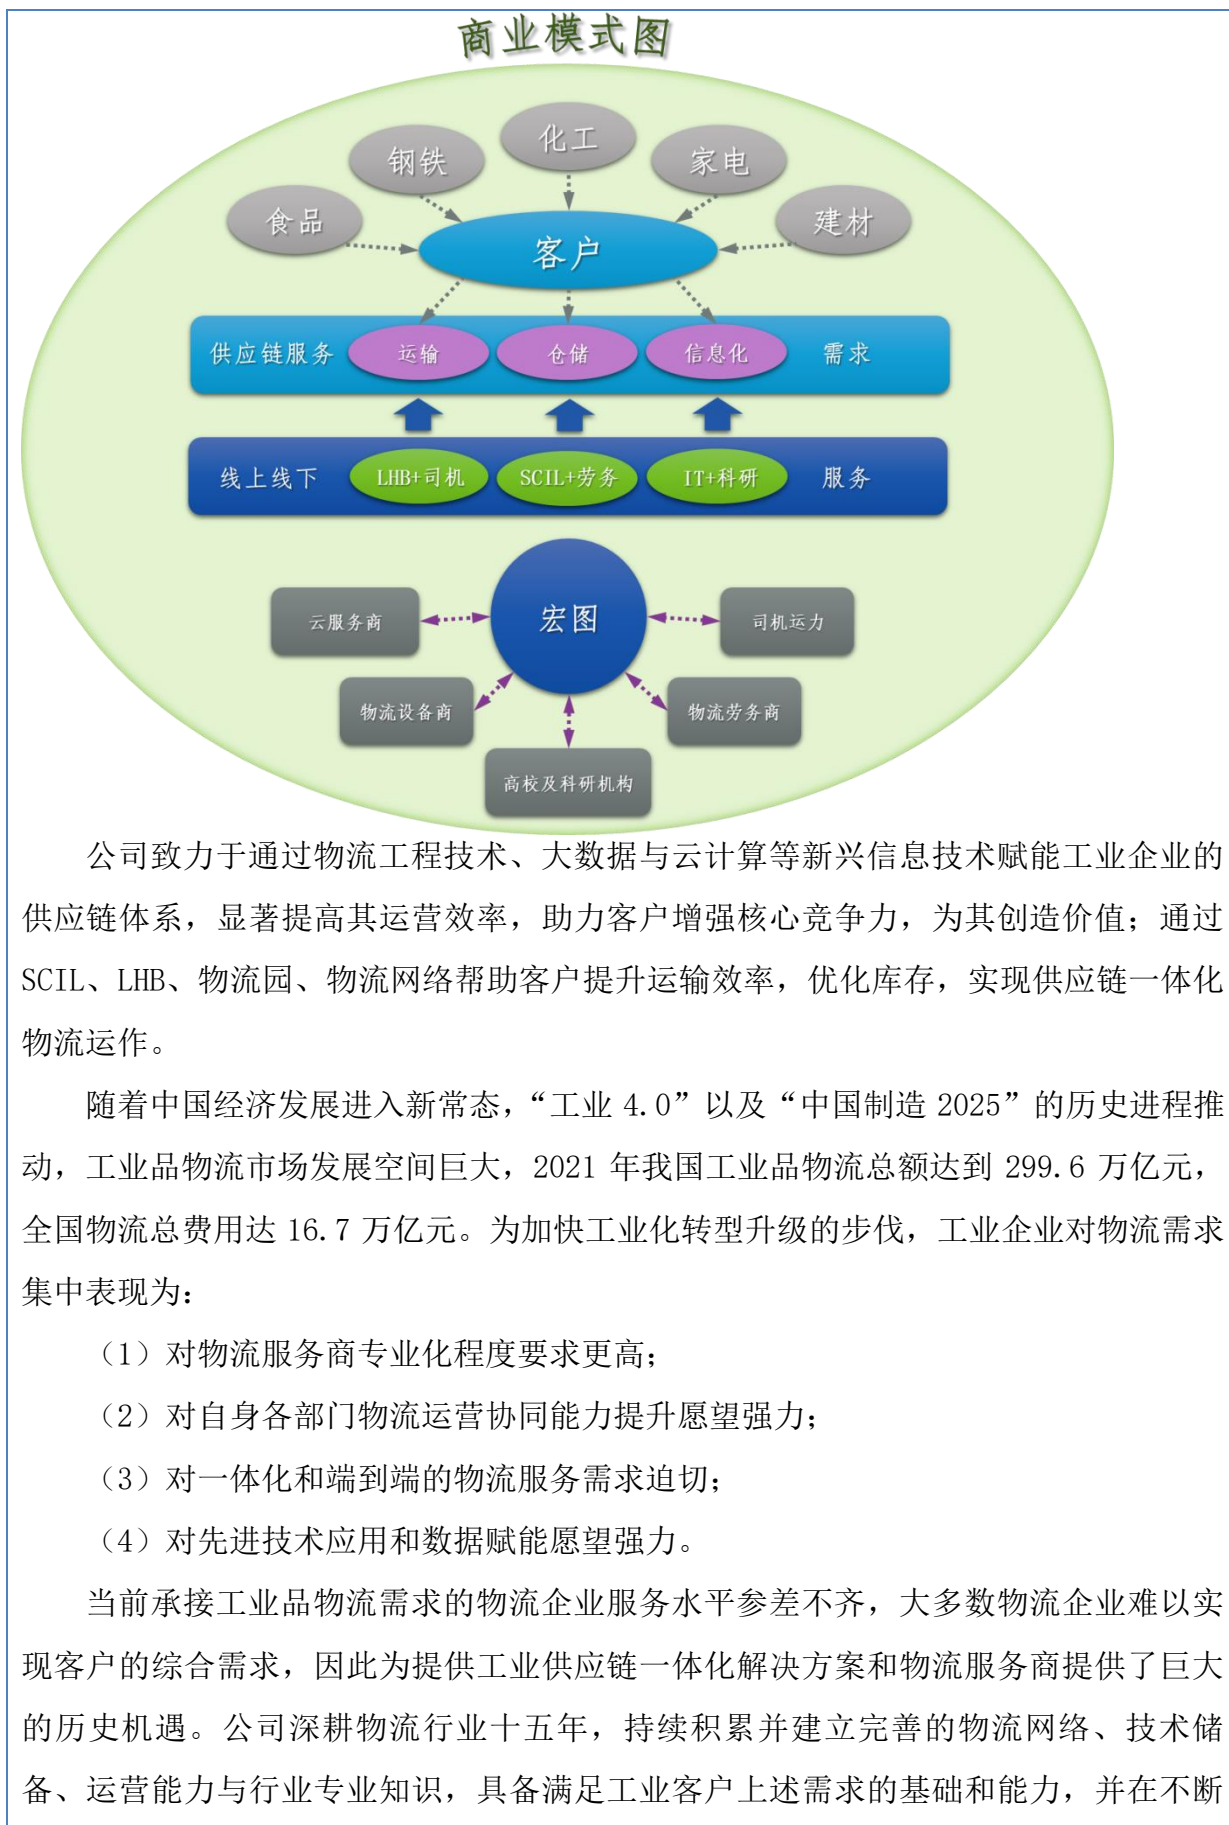 商业模式图
化工
钢铁
家电
食品
建材
客户
供应链服务 运输 仓储 信息化 需求
线上线下 LHB+司机 SCIL+劳务 IT+科研 服务
宏图
云服务商
司机运力
物流设备商
物流劳务商
高校及科研机构
公司致力于通过物流工程技术、大数据与云计算等新兴信息技术赋能工业企业的
供应链体系，显著提高其运营效率，助力客户增强核心竞争力，为其创造价值；通过
SCIL、LHB、物流园、物流网络帮助客户提升运输效率，优化库存，实现供应链一体化
物流运作。
随着中国经济发展进入新常态，“工业 4.0”以及“中国制造 2025”的历史进程推
动，工业品物流市场发展空间巨大，2021 年我国工业品物流总额达到 299.6 万亿元，
全国物流总费用达 16.7 万亿元。为加快工业化转型升级的步伐，工业企业对物流需求
集中表现为：
（1）对物流服务商专业化程度要求更高；
（2）对自身各部门物流运营协同能力提升愿望强力；
（3）对一体化和端到端的物流服务需求迫切；
（4）对先进技术应用和数据赋能愿望强力。
当前承接工业品物流需求的物流企业服务水平参差不齐，大多数物流企业难以实
现客户的综合需求，因此为提供工业供应链一体化解决方案和物流服务商提供了巨大
的历史机遇。公司深耕物流行业十五年，持续积累并建立完善的物流网络、技术储
备、运营能力与行业专业知识，具备满足工业客户上述需求的基础和能力，并在不断